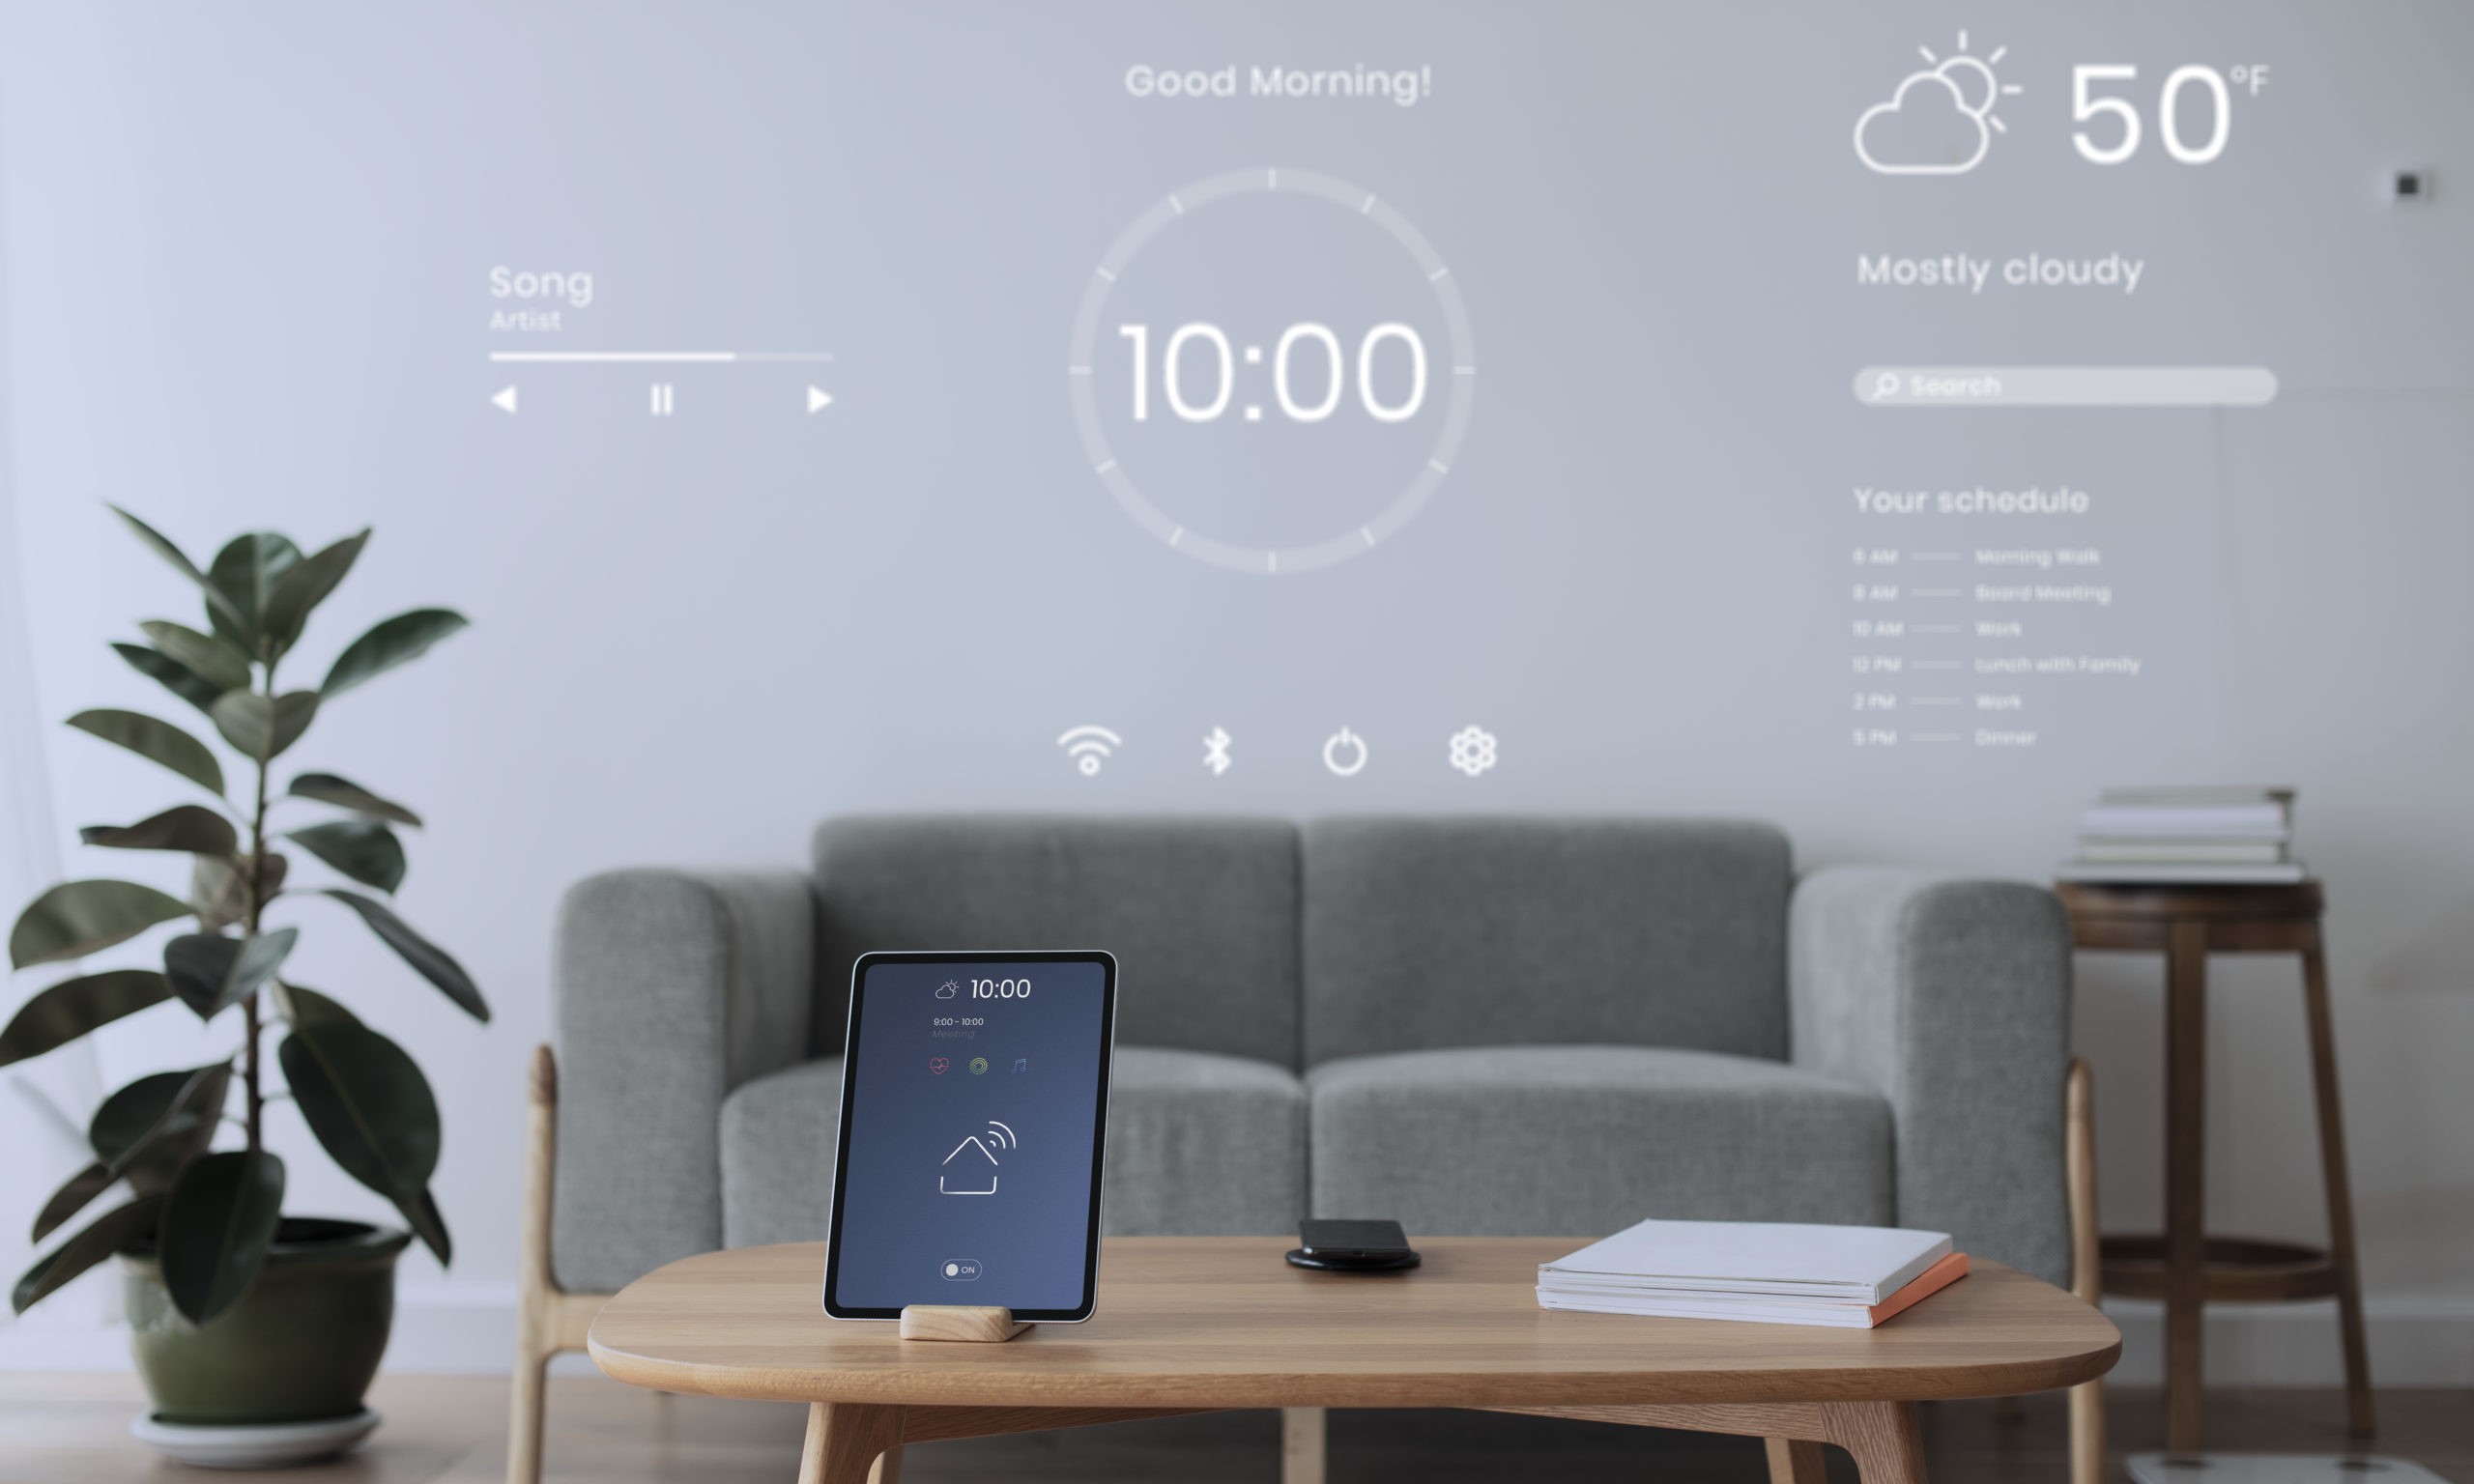 Good Morning!
10:00
Song
Artist
50°F
Mostly cloudy
Search
Your schedule
6 AM Morning Walk
8 AM Board Meeting
10 AM Work
12 PM Lunch with Family
2 PM Work
5 PM Dinner
10:00
9:00 - 10:00
Meeting
ON